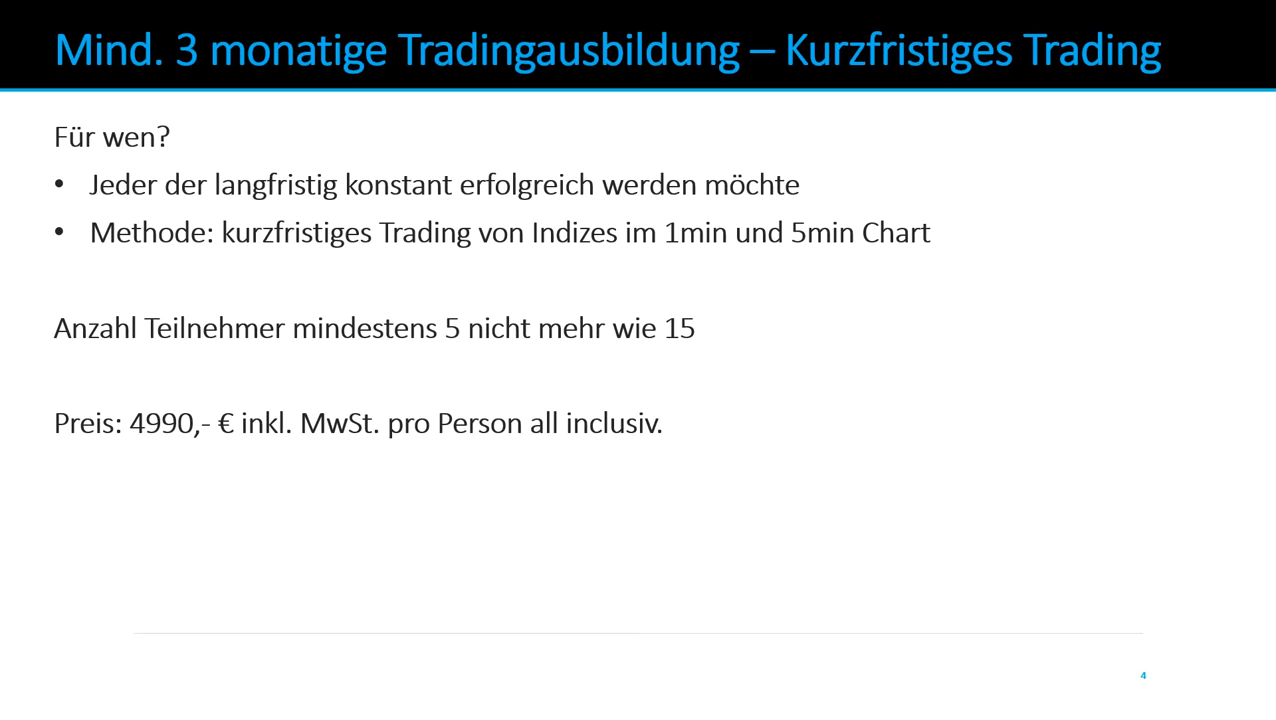 Mind. 3 monatige Tradingausbildung – Kurzfristiges Trading
Für wen?
• Jeder der langfristig konstant erfolgreich werden möchte
• Methode: kurzfristiges Trading von Indizes im 1min und 5min Chart
Anzahl Teilnehmer mindestens 5 nicht mehr wie 15
Preis: 4990,- € inkl. MwSt. pro Person all inclusiv.
4